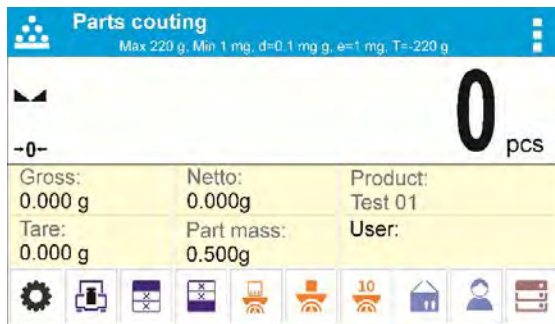 Parts couting
Max 220 g, Min 1 mg, d=0.1 mg g, e=1 mg, T=-220 g
0 pcs
→0←
Gross: Netto: Product:
0.000 g 0.000g Test 01
Tare: Part mass: User:
0.000 g 0.500g
10